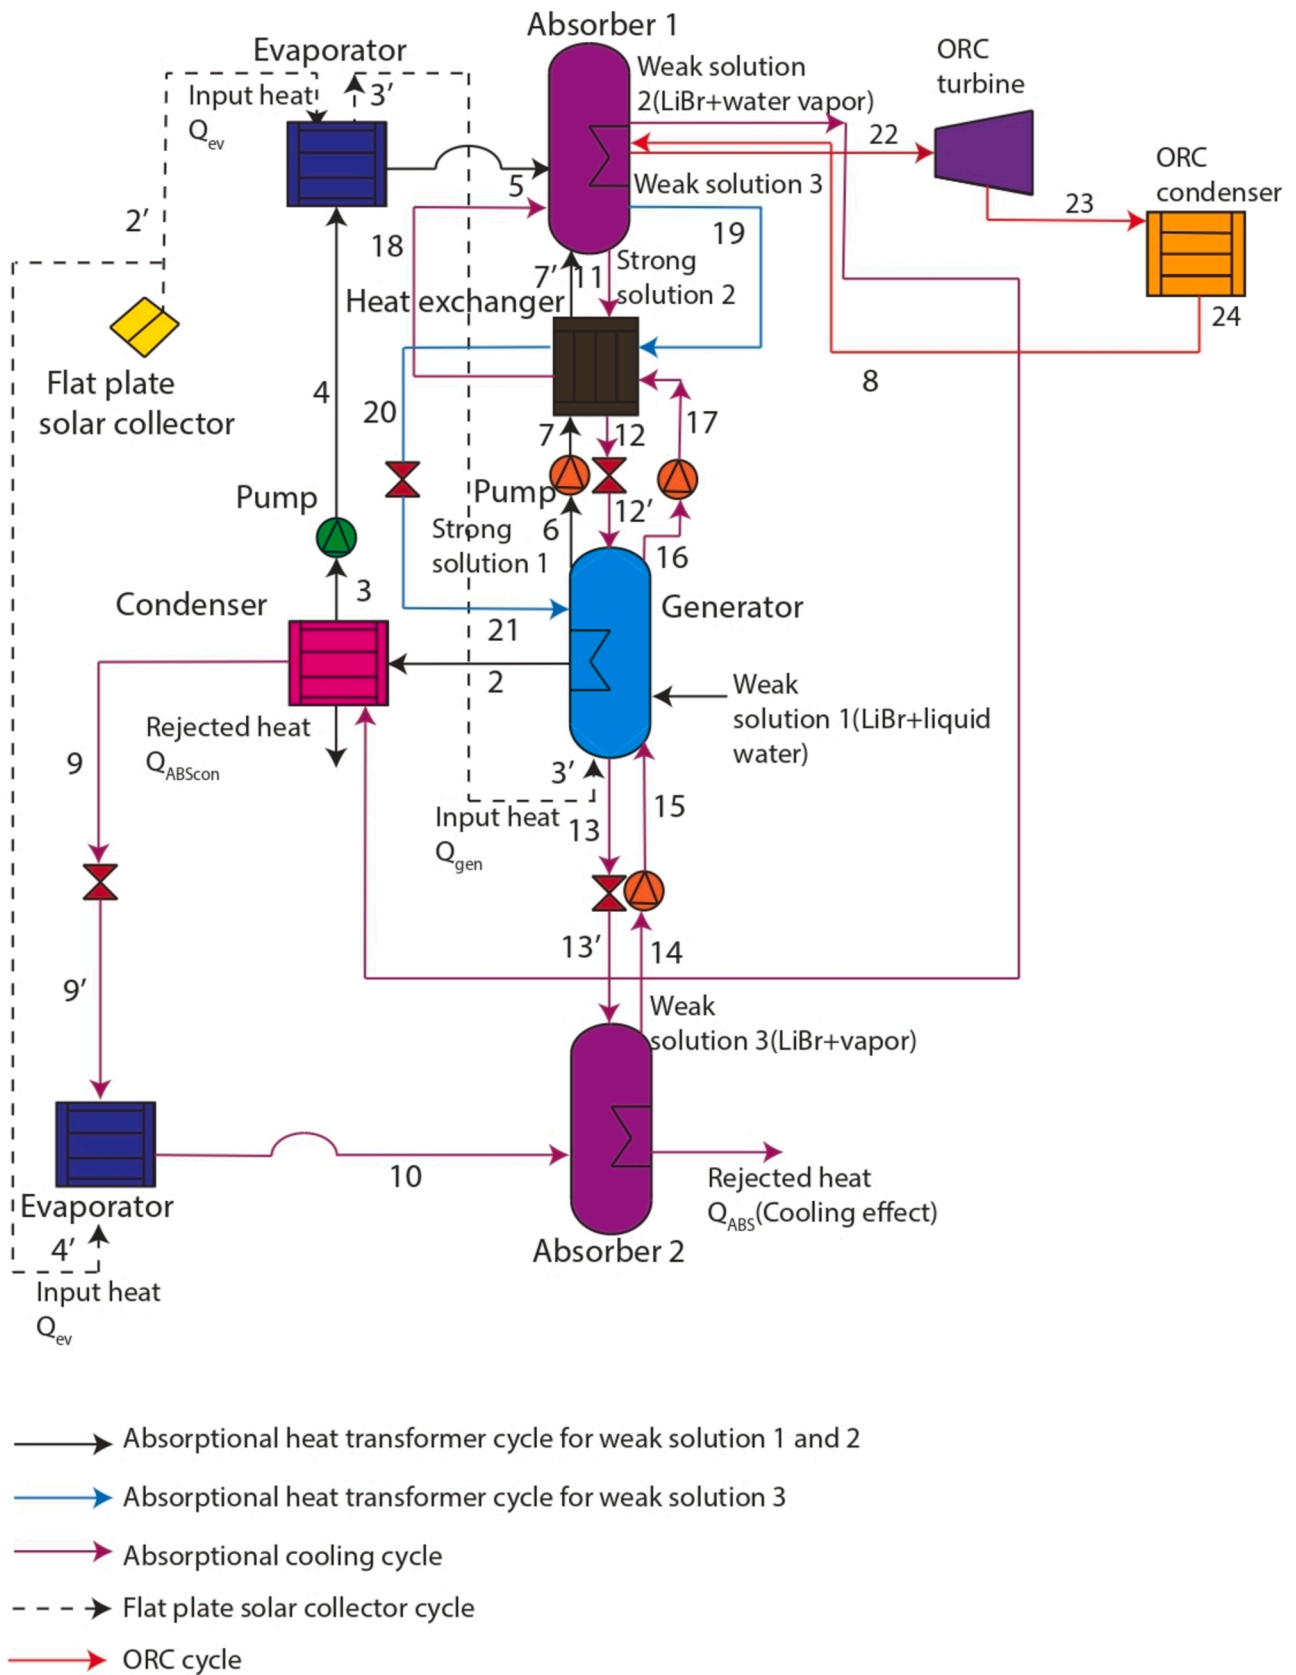 Absorber 1
Evaporator
ORC
turbine
Weak solution
2(LiBr+water vapor)
Input heat
Qev
3′
22
ORC
condenser
5
Weak solution 3
2′
18
19
23
7′
11
Strong
solution 2
Heat exchanger
24
Flat plate
solar collector
4
8
20
7
12
17
Pump
Pump
12′
Strong
solution 1
6
16
3
Condenser
Generator
21
2
Weak
solution 1(LiBr+liquid
water)
Rejected heat
QABScon
9
3′
Input heat
Qgen
13
15
13′
14
9′
Weak
solution 3(LiBr+vapor)
10
Rejected heat
QABS(Cooling effect)
Evaporator
4′
Absorber 2
Input heat
Qev
Absorptional heat transformer cycle for weak solution 1 and 2
Absorptional heat transformer cycle for weak solution 3
Absorptional cooling cycle
Flat plate solar collector cycle
ORC cycle